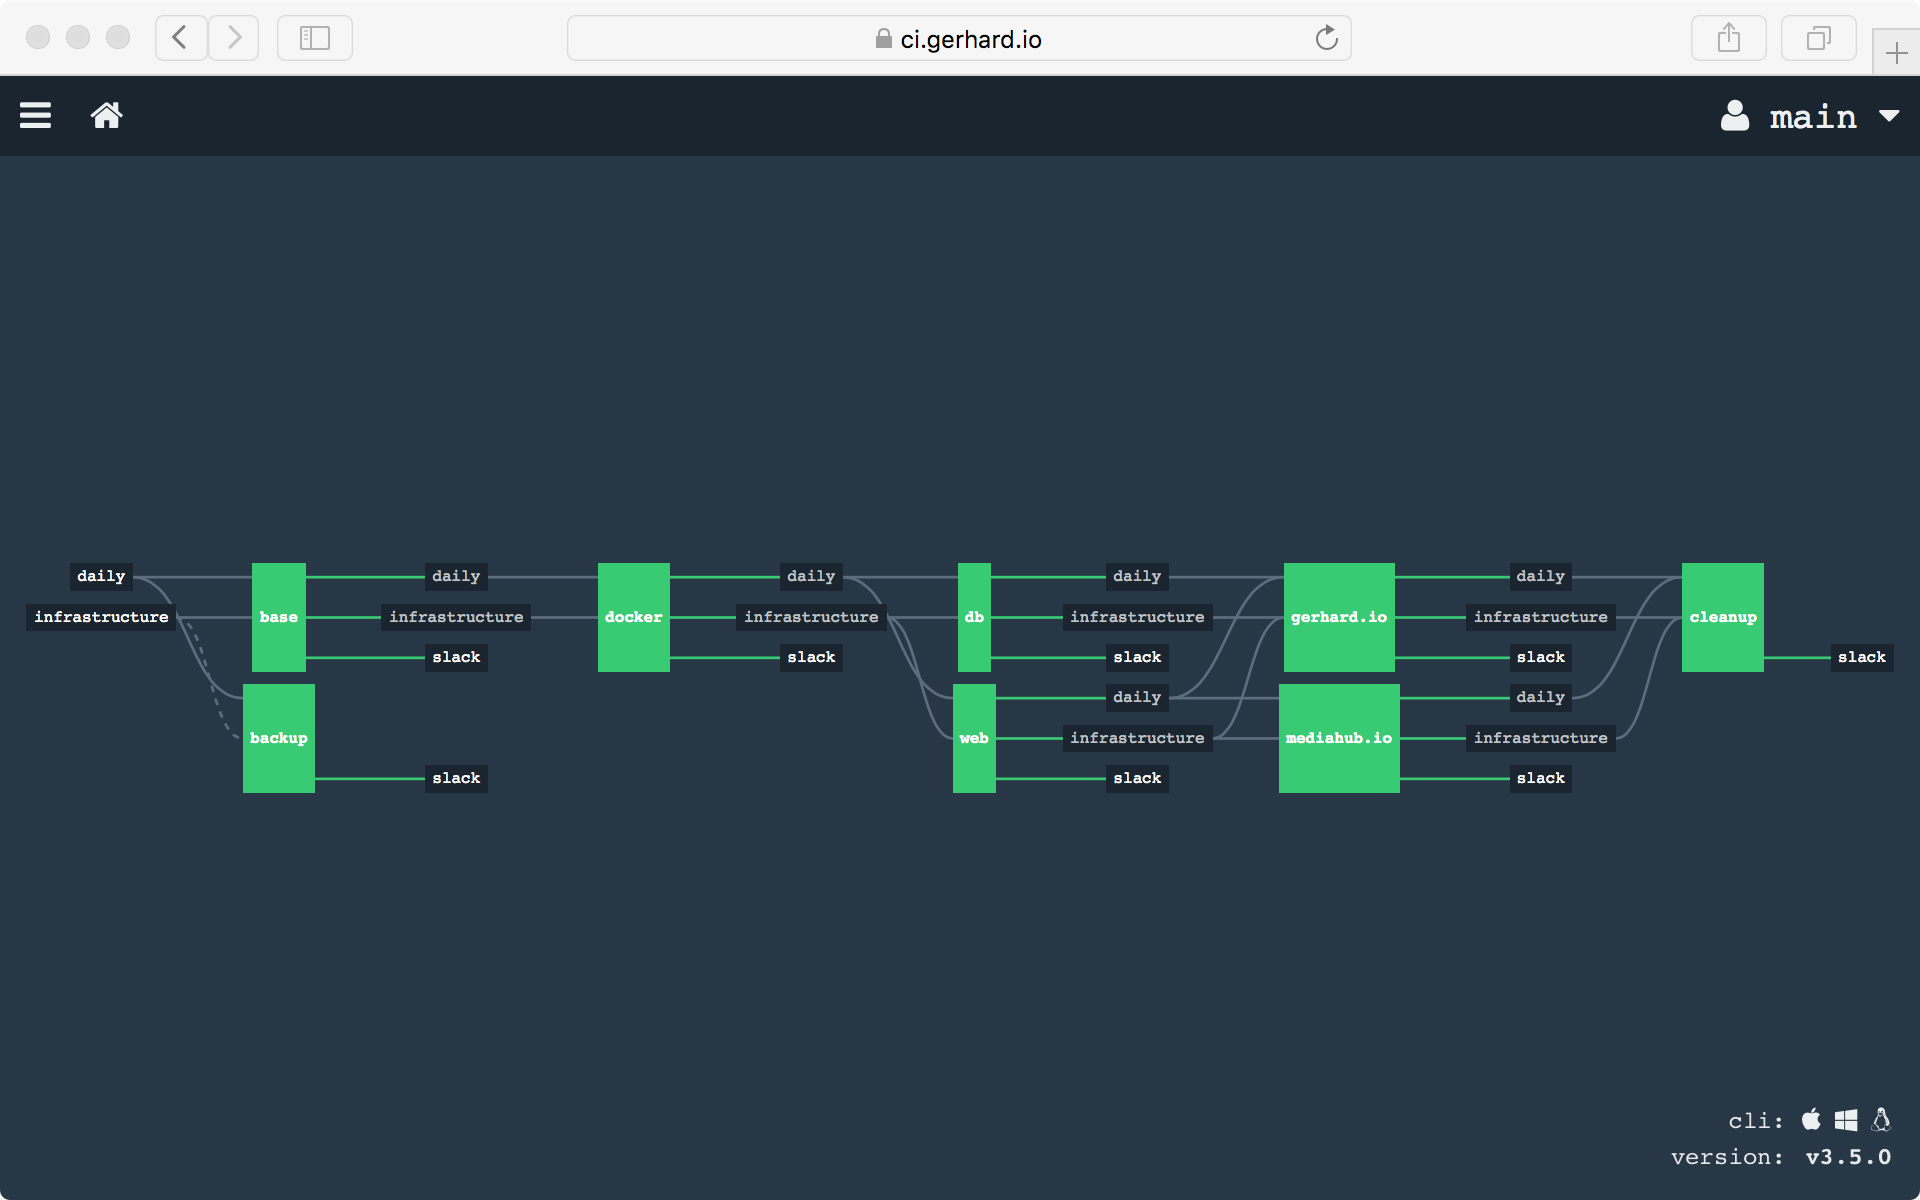 ci.gerhard.io
main
daily daily daily daily daily
infrastructure base infrastructure docker infrastructure db infrastructure gerhard.io infrastructure cleanup
slack slack slack slack slack
daily daily
backup web infrastructure mediahub.io infrastructure
slack slack slack
cli:
version: v3.5.0